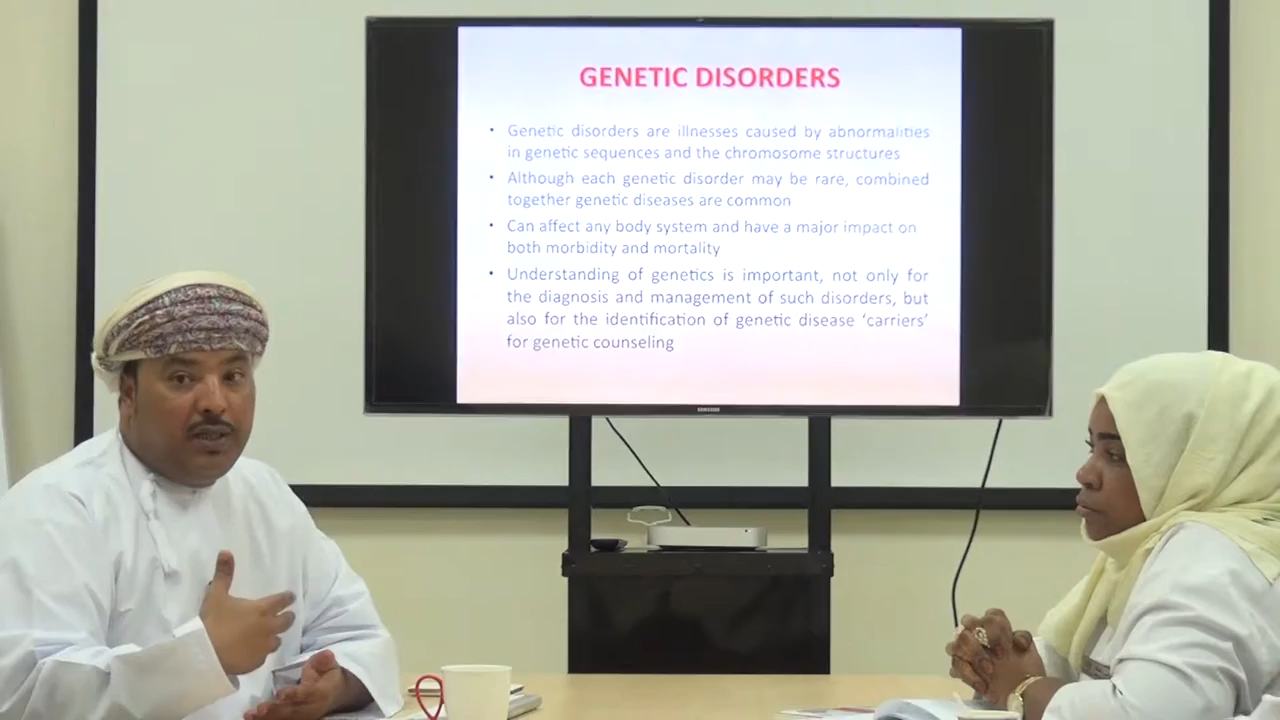 GENETIC DISORDERS
• Genetic disorders are illnesses caused by abnormalities
in genetic sequences and the chromosome structures
• Although each genetic disorder may be rare, combined
together genetic diseases are common
• Can affect any body system and have a major impact on
both morbidity and mortality
• Understanding of genetics is important, not only for
the diagnosis and management of such disorders, but
also for the identification of genetic disease ‘carriers’
for genetic counseling
SAMSUNG